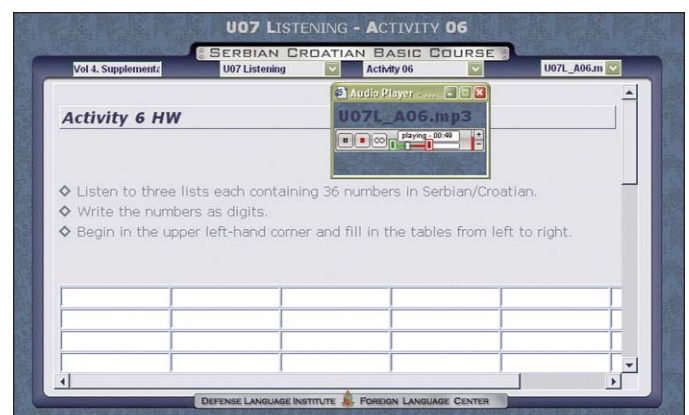 U07 LISTENING - ACTIVITY 06
SERBIAN CROATIAN BASIC COURSE
Vol 4. Supplementa
U07 Listening
Activity 06
U07L_A06.m
Audio Player - ...
U07L_A06.mp3
playing - 00:49
Activity 6 HW
Listen to three lists each containing 36 numbers in Serbian/Croatian.
Write the numbers as digits.
Begin in the upper left-hand corner and fill in the tables from left to right.
DEFENSE LANGUAGE INSTITUTE FOREIGN LANGUAGE CENTER